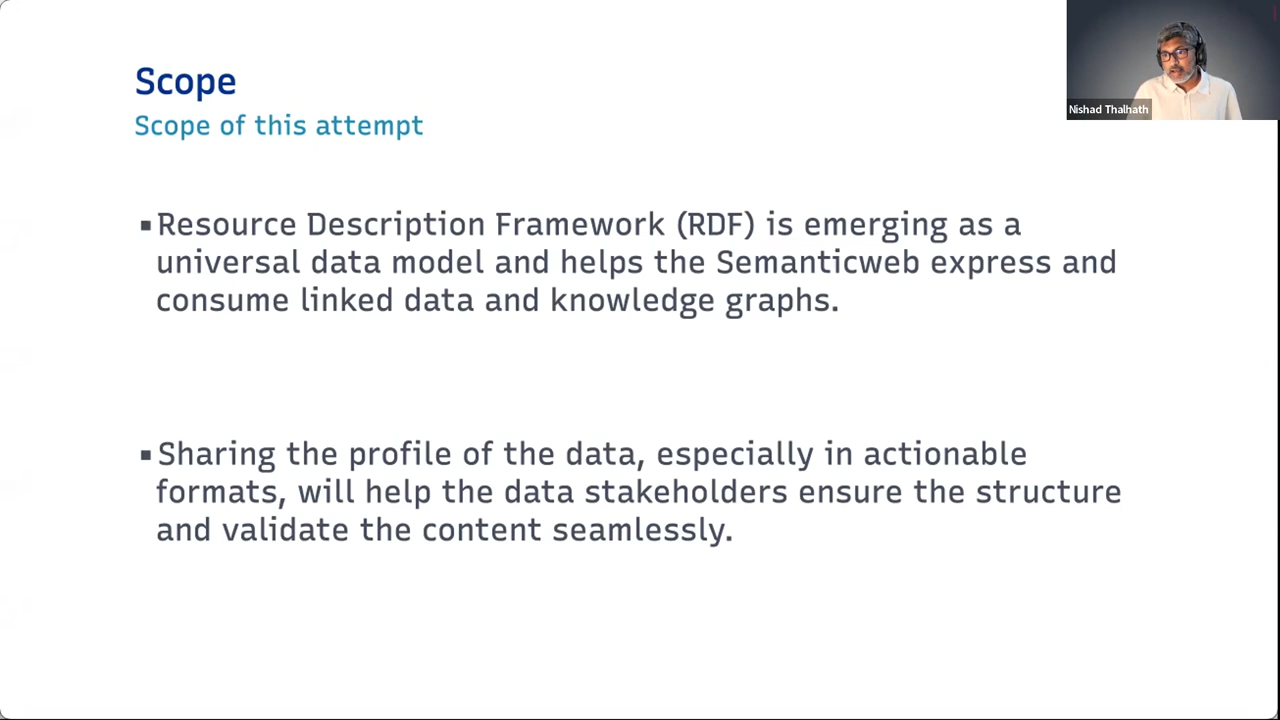 Scope
Scope of this attempt
Nishad Thalhath
▪Resource Description Framework (RDF) is emerging as a
universal data model and helps the Semanticweb express and
consume linked data and knowledge graphs.
▪Sharing the profile of the data, especially in actionable
formats, will help the data stakeholders ensure the structure
and validate the content seamlessly.